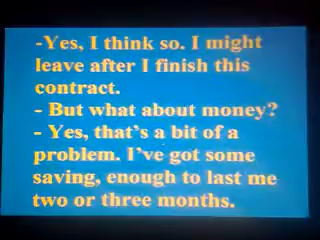 -Yes, I think so. I might
leave after I finish this
contract.
- But what about money?
- Yes, that's a bit of a
problem. I've got some
saving, enough to last me
two or three months.